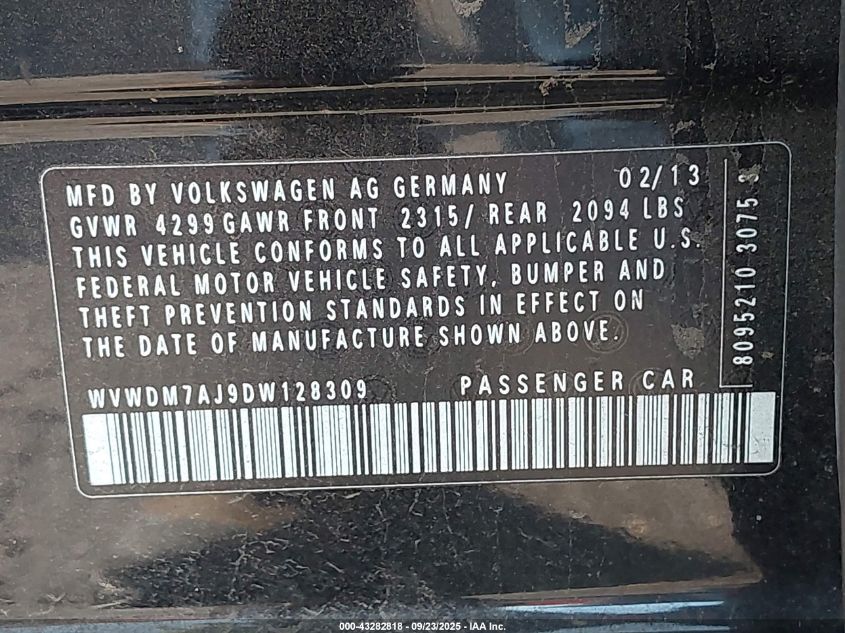 MFD BY VOLKSWAGEN AG GERMANY 02/13
GVWR 4299 GAWR FRONT 2315/ REAR 2094 LBS
THIS VEHICLE CONFORMS TO ALL APPLICABLE U.S.
FEDERAL MOTOR VEHICLE SAFETY, BUMPER AND
THEFT PREVENTION STANDARDS IN EFFECT ON
THE DATE OF MANUFACTURE SHOWN ABOVE.
WVWDM7AJ9DW128309 PASSENGER CAR
8095210 3075
000-43282818 - 09/23/2025 - IAA Inc.